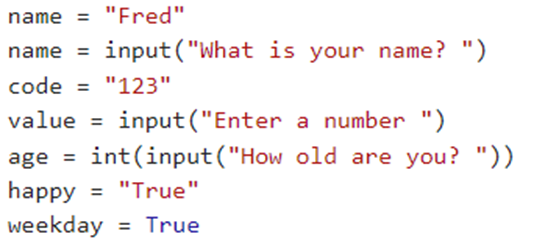 name = "Fred"
name = input("What is your name? ")
code = "123"
value = input("Enter a number ")
age = int(input("How old are you? "))
happy = "True"
weekday = True